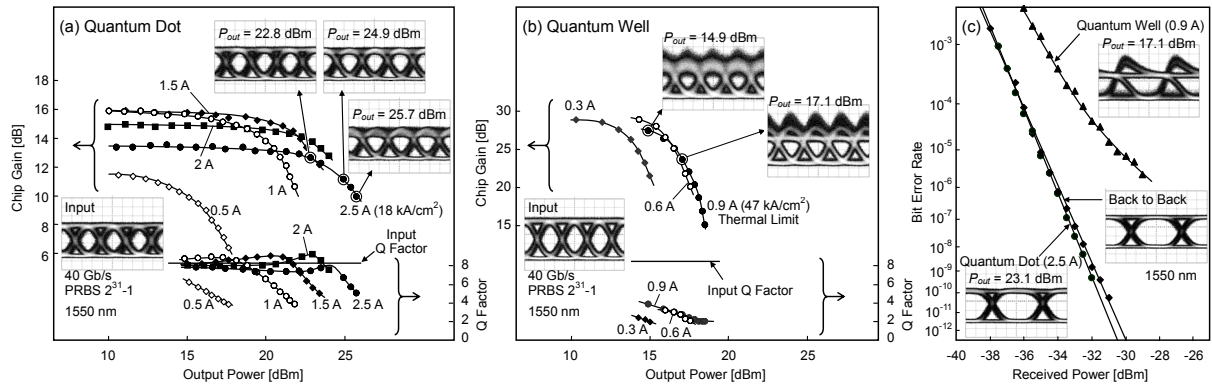 (a) Quantum Dot
P_out = 22.8 dBm
P_out = 24.9 dBm
P_out = 25.7 dBm
1.5 A
2 A
1 A
0.5 A
2.5 A (18 kA/cm²)
Input
40 Gb/s
PRBS 2³¹-1
1550 nm
2 A
Input
Q Factor
0.5 A
1 A
1.5 A
2.5 A
Chip Gain [dB]
18
16
14
12
10
8
6
8
6
4
2
0
Q Factor
10 15 20 25
Output Power [dBm]
(b) Quantum Well
P_out = 14.9 dBm
P_out = 17.1 dBm
0.3 A
0.6 A
0.9 A (47 kA/cm²)
Thermal Limit
Input
40 Gb/s
PRBS 2³¹-1
1550 nm
Input Q Factor
0.9 A
0.3 A
0.6 A
Chip Gain [dB]
30
25
20
15
8
6
4
2
0
Q Factor
10 15 20 25
Output Power [dBm]
(c)
Quantum Well (0.9 A)
P_out = 17.1 dBm
Back to Back
1550 nm
Quantum Dot (2.5 A)
P_out = 23.1 dBm
Bit Error Rate
10⁻³
10⁻⁴
10⁻⁵
10⁻⁶
10⁻⁷
10⁻⁸
10⁻⁹
10⁻¹⁰
10⁻¹¹
10⁻¹²
-40 -38 -36 -34 -32 -30 -28 -26
Received Power [dBm]